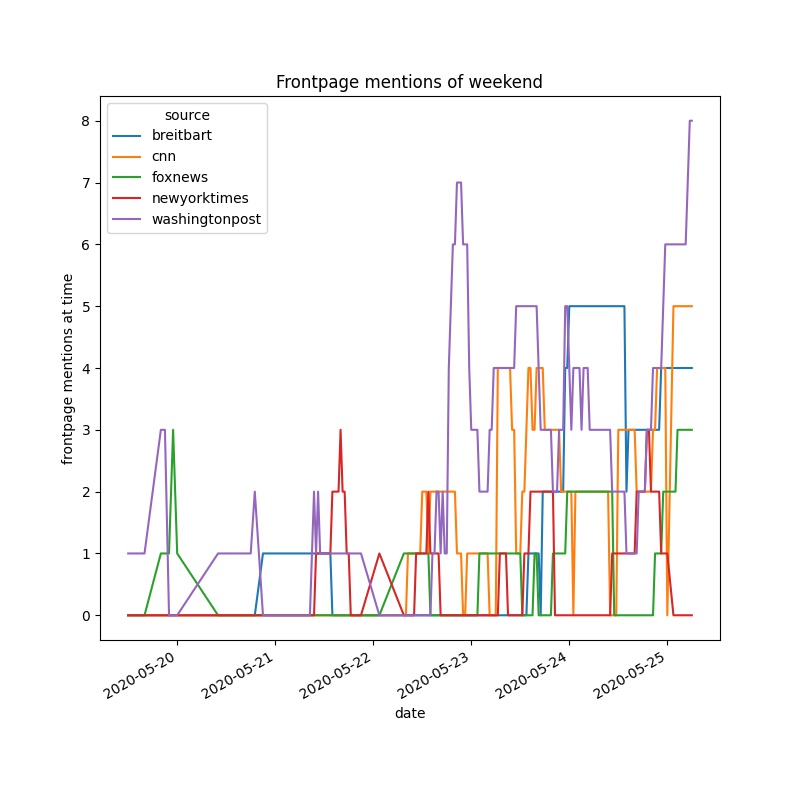 Frontpage mentions of weekend
source
breitbart
cnn
foxnews
newyorktimes
washingtonpost
frontpage mentions at time
8
7
6
5
4
3
2
1
0
2020-05-20
2020-05-21
2020-05-22
2020-05-23
2020-05-24
2020-05-25
date